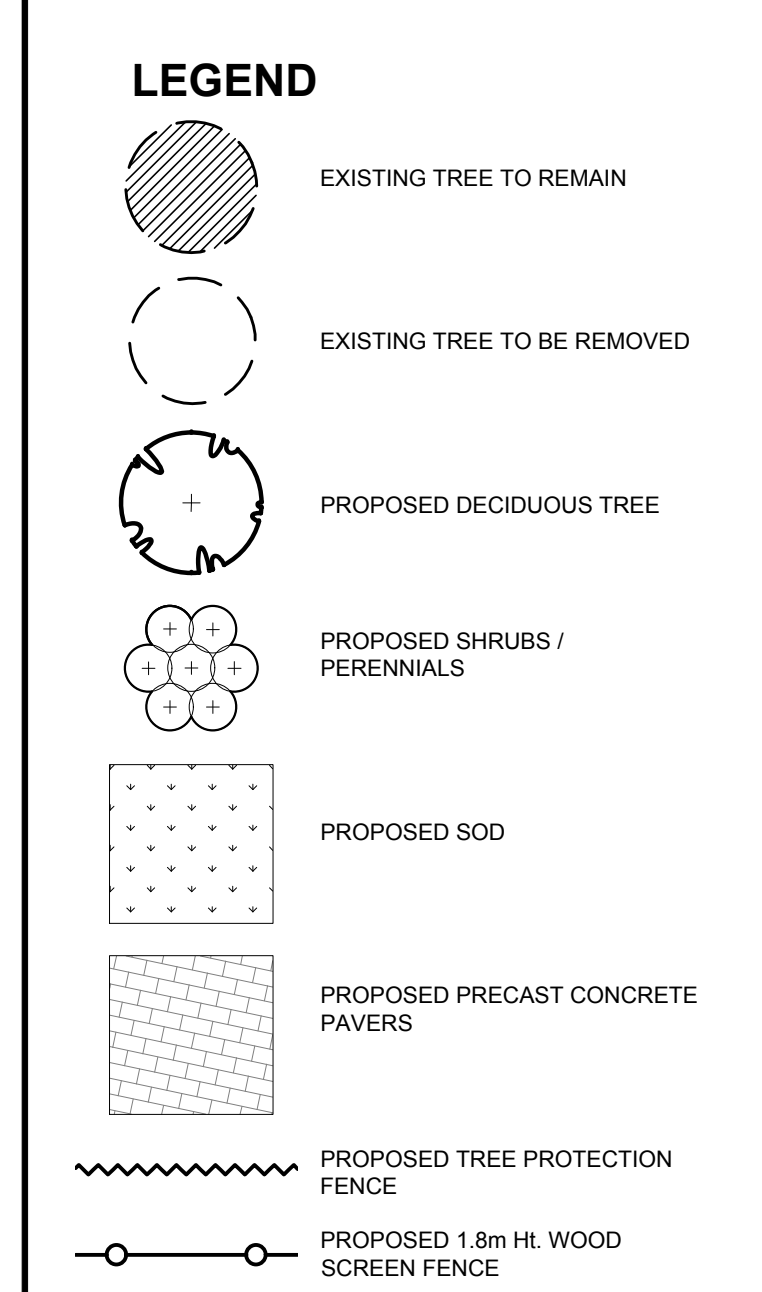 LEGEND
EXISTING TREE TO REMAIN
EXISTING TREE TO BE REMOVED
PROPOSED DECIDUOUS TREE
PROPOSED SHRUBS /
PERENNIALS
PROPOSED SOD
PROPOSED PRECAST CONCRETE
PAVERS
PROPOSED TREE PROTECTION
FENCE
PROPOSED 1.8m Ht. WOOD
SCREEN FENCE